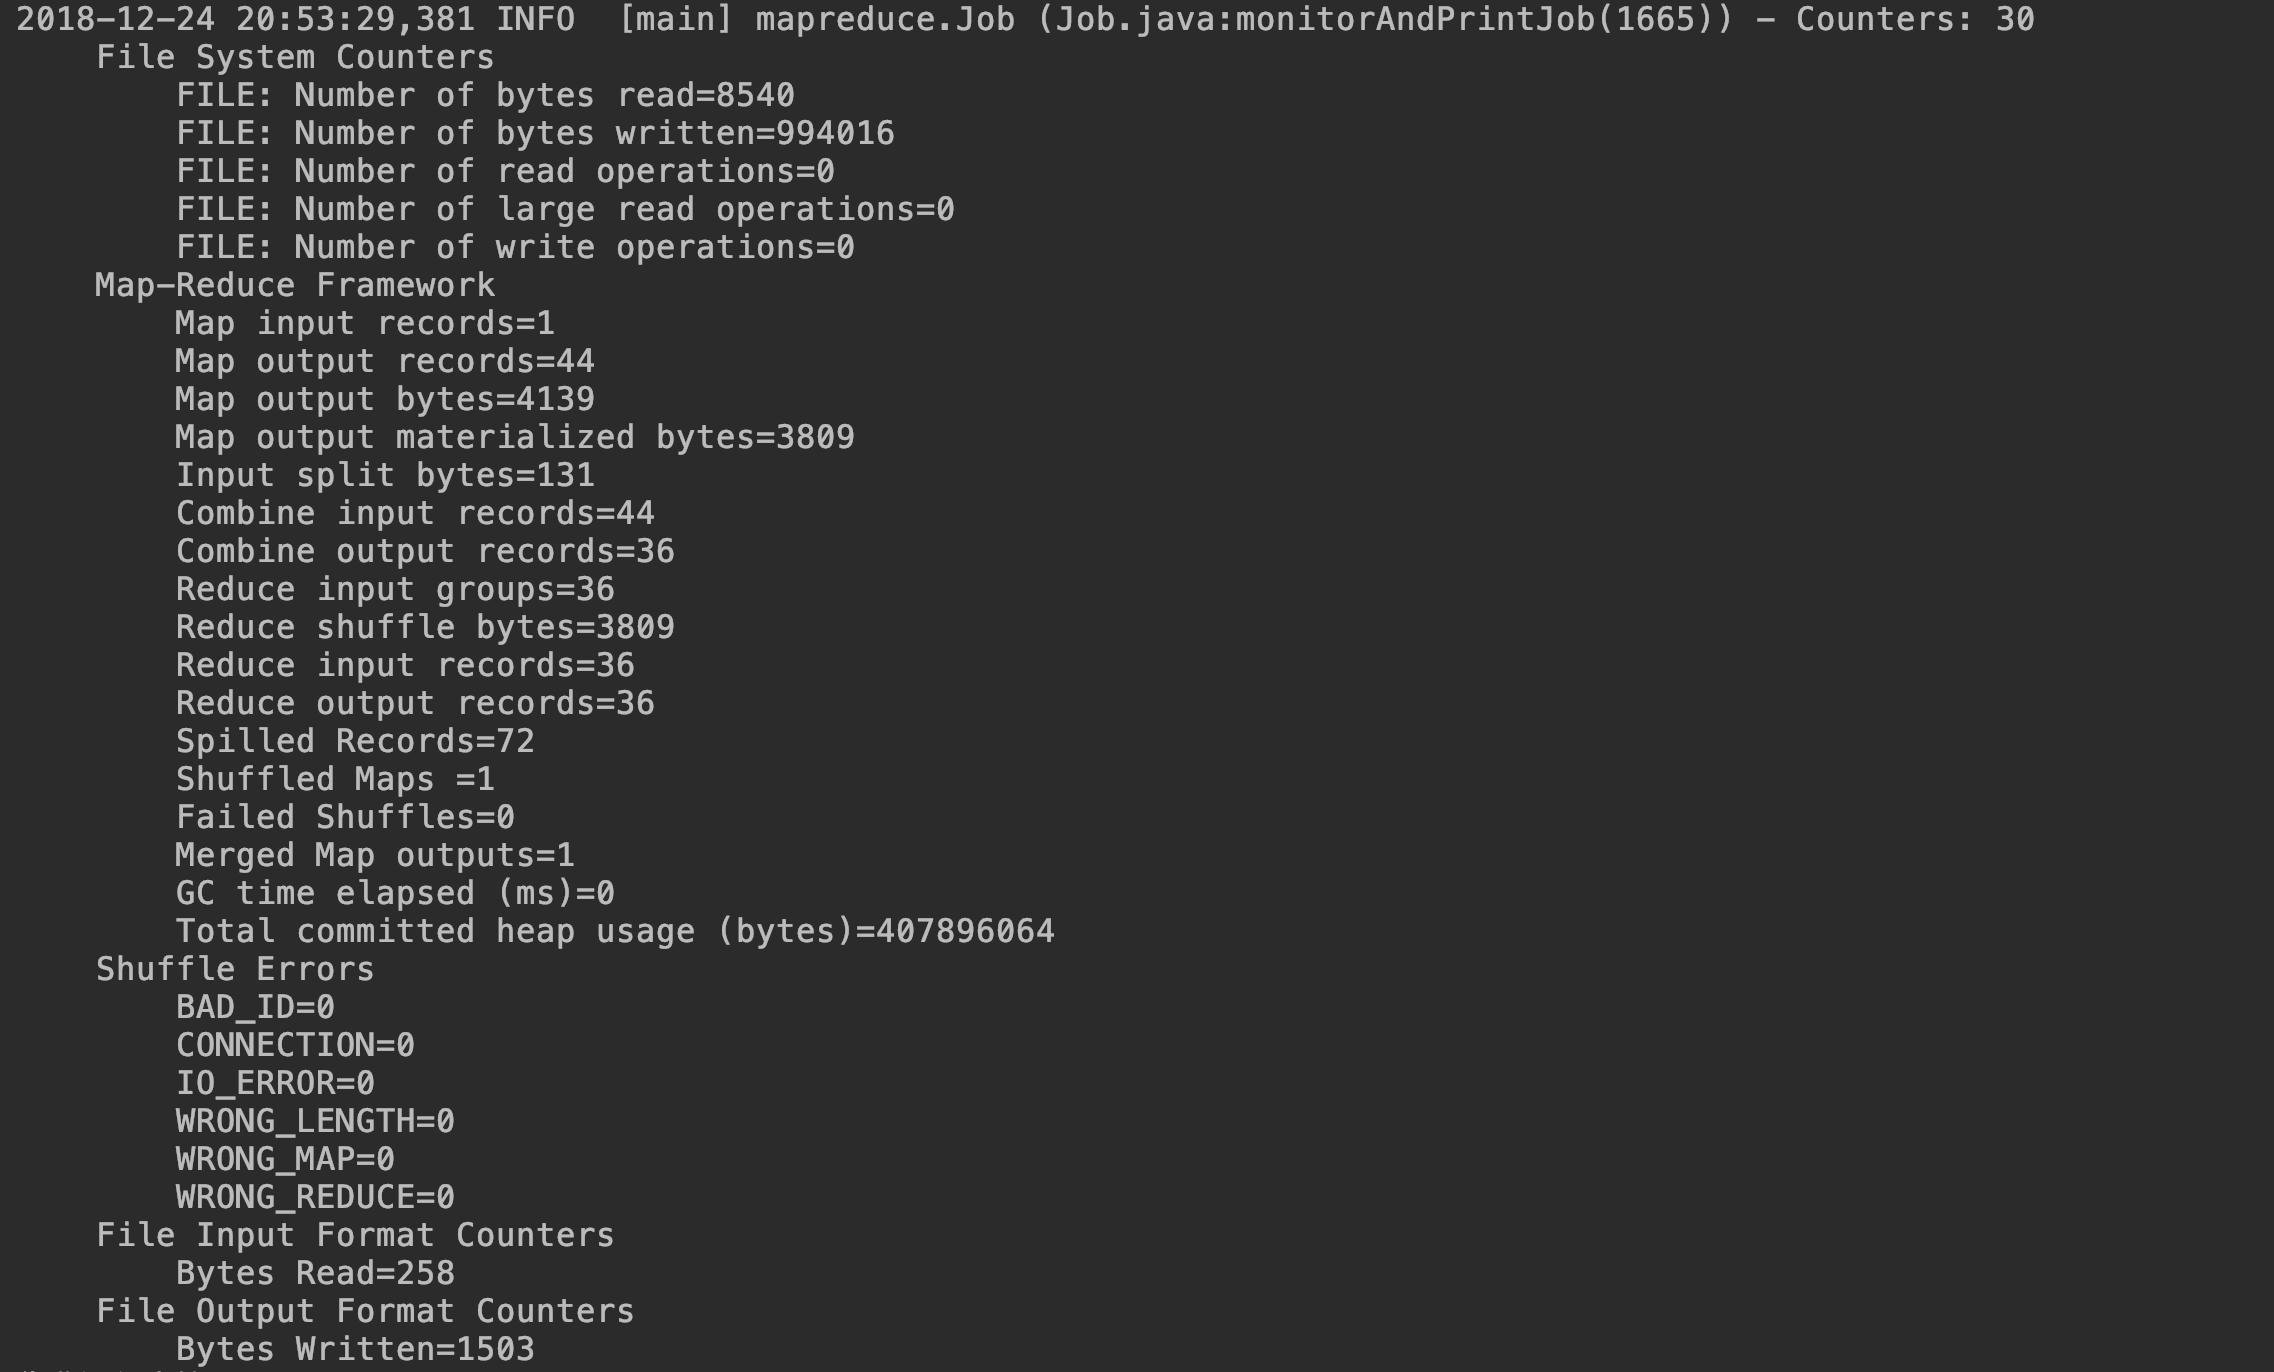 2018-12-24 20:53:29,381 INFO  [main] mapreduce.Job (Job.java:monitorAndPrintJob(1665)) - Counters: 30
File System Counters
FILE: Number of bytes read=8540
FILE: Number of bytes written=994016
FILE: Number of read operations=0
FILE: Number of large read operations=0
FILE: Number of write operations=0
Map-Reduce Framework
Map input records=1
Map output records=44
Map output bytes=4139
Map output materialized bytes=3809
Input split bytes=131
Combine input records=44
Combine output records=36
Reduce input groups=36
Reduce shuffle bytes=3809
Reduce input records=36
Reduce output records=36
Spilled Records=72
Shuffled Maps =1
Failed Shuffles=0
Merged Map outputs=1
GC time elapsed (ms)=0
Total committed heap usage (bytes)=407896064
Shuffle Errors
BAD_ID=0
CONNECTION=0
IO_ERROR=0
WRONG_LENGTH=0
WRONG_MAP=0
WRONG_REDUCE=0
File Input Format Counters
Bytes Read=258
File Output Format Counters
Bytes Written=1503